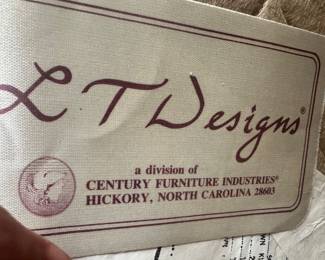 LT Designs®
a division of
CENTURY FURNITURE INDUSTRIES®
HICKORY, NORTH CAROLINA 28603